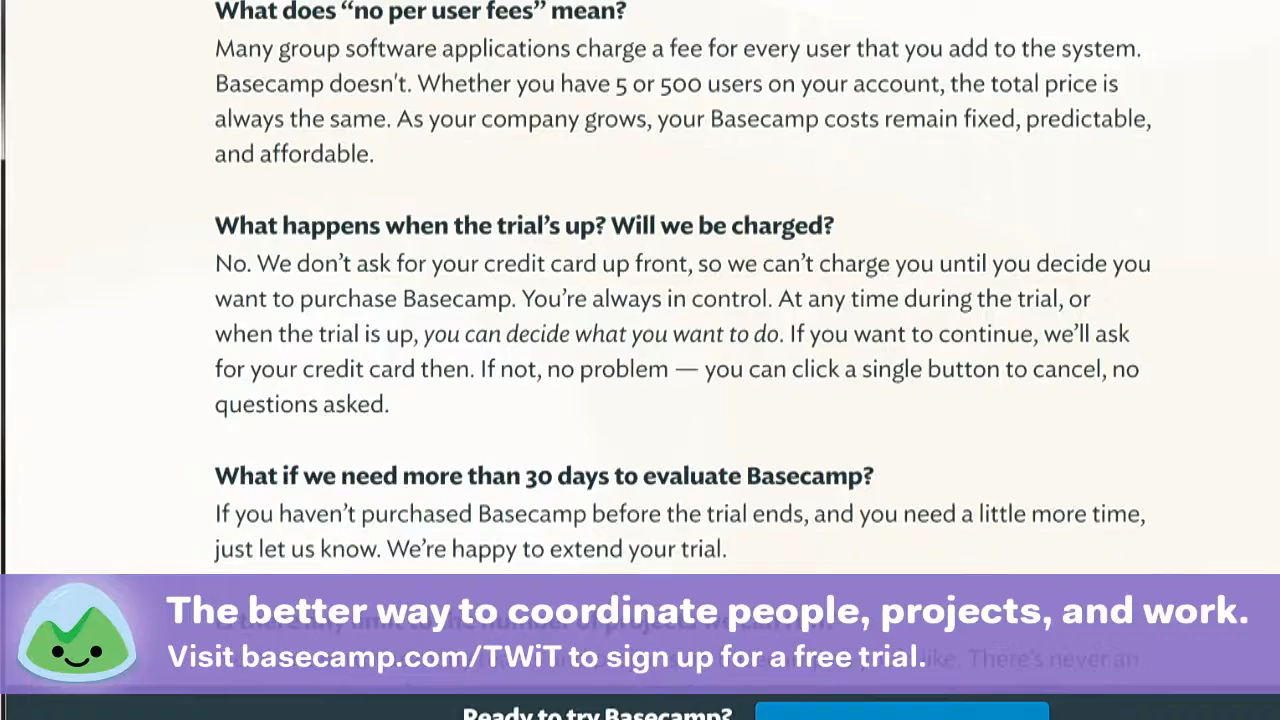 What does “no per user fees” mean?
Many group software applications charge a fee for every user that you add to the system.
Basecamp doesn't. Whether you have 5 or 500 users on your account, the total price is
always the same. As your company grows, your Basecamp costs remain fixed, predictable,
and affordable.
What happens when the trial’s up? Will we be charged?
No. We don’t ask for your credit card up front, so we can’t charge you until you decide you
want to purchase Basecamp. You’re always in control. At any time during the trial, or
when the trial is up, you can decide what you want to do. If you want to continue, we’ll ask
for your credit card then. If not, no problem — you can click a single button to cancel, no
questions asked.
What if we need more than 30 days to evaluate Basecamp?
If you haven’t purchased Basecamp before the trial ends, and you need a little more time,
just let us know. We’re happy to extend your trial.
The better way to coordinate people, projects, and work.
Visit basecamp.com/TWiT to sign up for a free trial.
like. There's never an
Ready to try Basecamp?